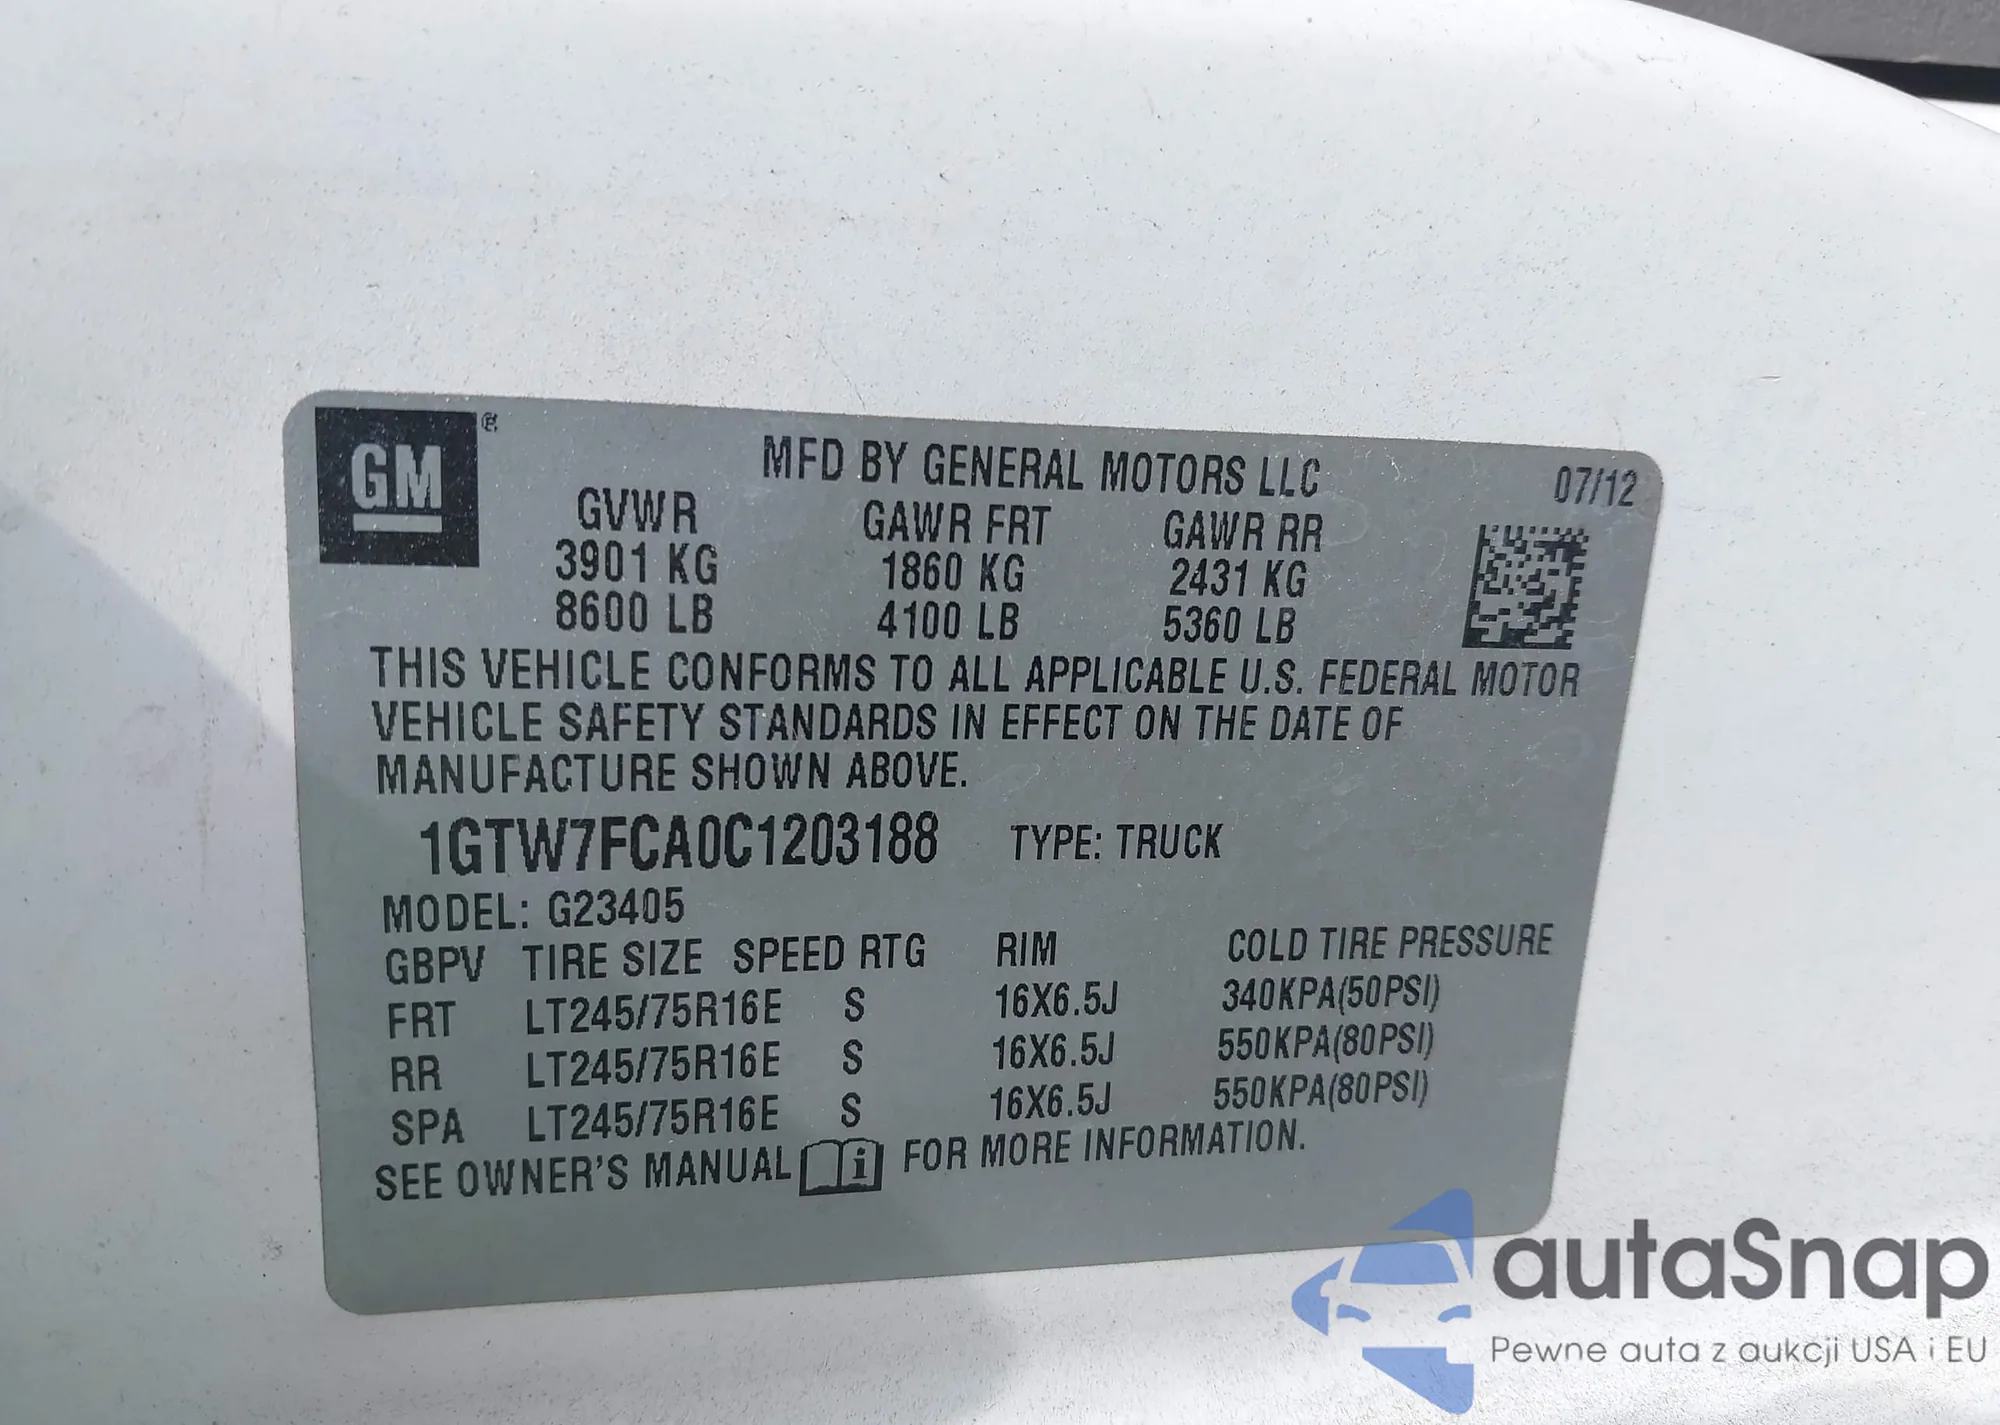 GM ®
MFD BY GENERAL MOTORS LLC 07/12
GVWR GAWR FRT GAWR RR
3901 KG 1860 KG 2431 KG
8600 LB 4100 LB 5360 LB
THIS VEHICLE CONFORMS TO ALL APPLICABLE U.S. FEDERAL MOTOR
VEHICLE SAFETY STANDARDS IN EFFECT ON THE DATE OF
MANUFACTURE SHOWN ABOVE.
1GTW7FCA0C1203188 TYPE: TRUCK
MODEL: G23405
GBPV TIRE SIZE SPEED RTG RIM COLD TIRE PRESSURE
FRT LT245/75R16E S 16X6.5J 340KPA(50PSI)
RR LT245/75R16E S 16X6.5J 550KPA(80PSI)
SPA LT245/75R16E S 16X6.5J 550KPA(80PSI)
SEE OWNER'S MANUAL i FOR MORE INFORMATION.
autaSnap
Pewne auta z aukcji USA i EU